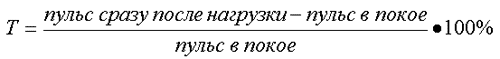 T = (пульс сразу после нагрузки – пульс в покое) / пульс в покое • 100%